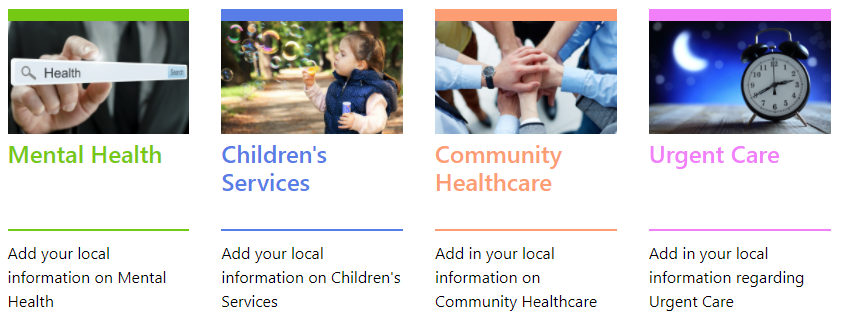 Health
Search
Mental Health
Add your local
information on Mental
Health
Children's
Services
Add your local
information on Children's
Services
Community
Healthcare
Add in your local
information on
Community Healthcare
Urgent Care
Add in your local
information regarding
Urgent Care